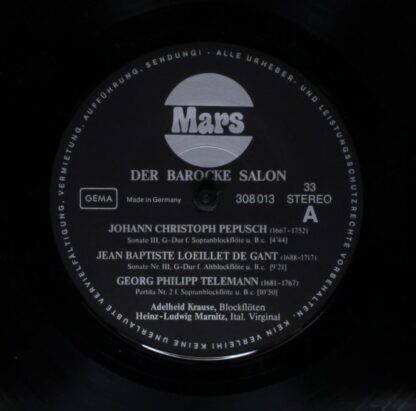 Mars
DER BAROCKE SALON
GEMA
Made in Germany
308 013
33
STEREO
A
JOHANN CHRISTOPH PEPUSCH (1667-1752)
Sonate III, G-Dur f. Sopranblockflöte u. B.c. [4'44]
JEAN BAPTISTE LOEILLET DE GANT (1688-1717)
Sonate Nr. III, G-Dur f. Altblockflöte u. B.c. [9'21]
GEORG PHILIPP TELEMANN (1681-1767)
Partita Nr. 2 f. Sopranblockflöte u. B.c. [10'50]
Adelheid Krause, Blockflöten
Heinz-Ludwig Marnitz, Ital. Virginal
ALLE URHEBER- UND LEISTUNGSSCHUTZRECHTE VORBEHALTEN. KEIN VERLEIH! KEINE UNERLAUBTE VERVIELFÄLTIGUNG, VERMIETUNG, AUFFÜHRUNG, SENDUNG!